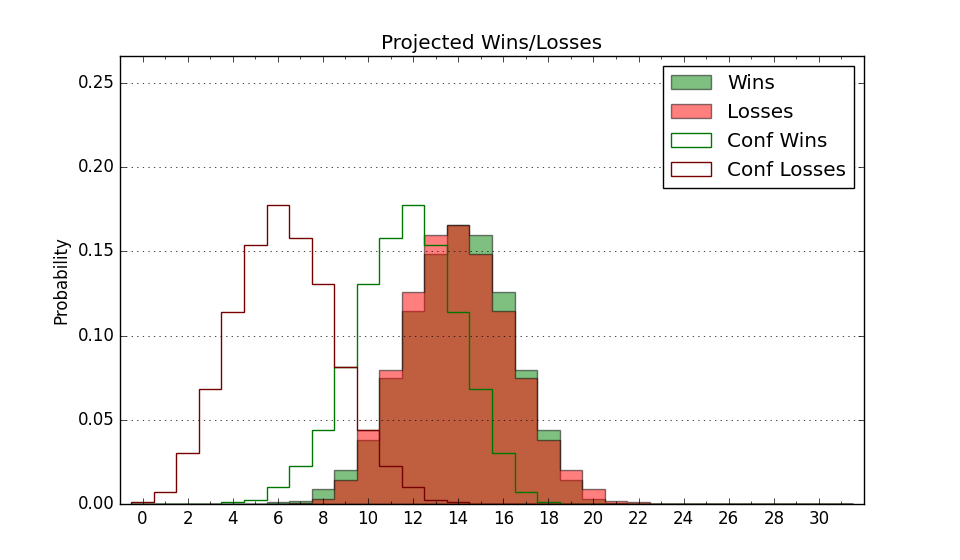 Projected Wins/Losses
Wins
Losses
Conf Wins
Conf Losses
Probability
0.25
0.20
0.15
0.10
0.05
0.00
0 2 4 6 8 10 12 14 16 18 20 22 24 26 28 30